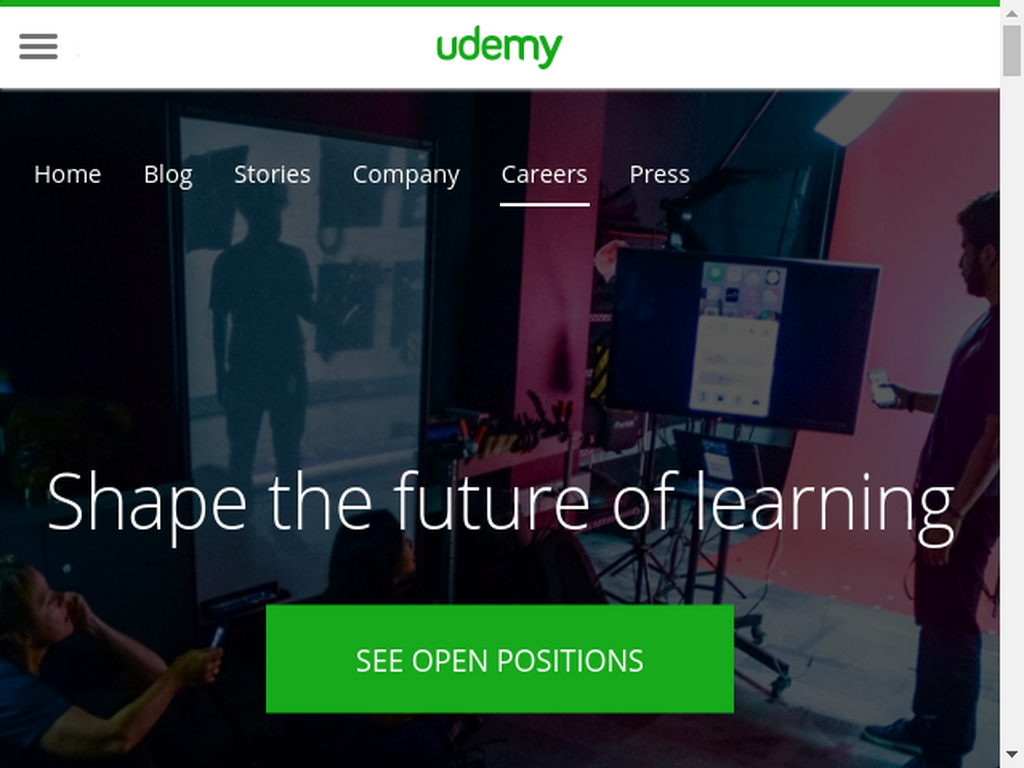 udemy
Home Blog Stories Company Careers Press
Shape the future of learning
SEE OPEN POSITIONS